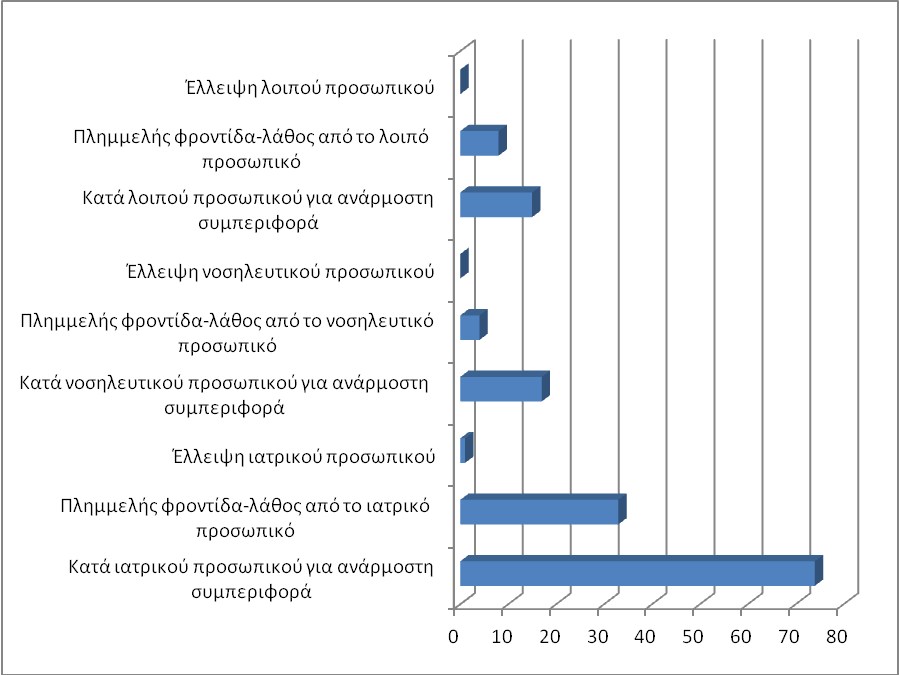 Έλλειψη λοιπού προσωπικού
Πλημμελής φροντίδα-λάθος από το λοιπό
προσωπικό
Κατά λοιπού προσωπικού για ανάρμοστη
συμπεριφορά
Έλλειψη νοσηλευτικού προσωπικού
Πλημμελής φροντίδα-λάθος από το νοσηλευτικό
προσωπικό
Κατά νοσηλευτικού προσωπικού για ανάρμοστη
συμπεριφορά
Έλλειψη ιατρικού προσωπικού
Πλημμελής φροντίδα-λάθος από το ιατρικό
προσωπικό
Κατά ιατρικού προσωπικού για ανάρμοστη
συμπεριφορά
0 10 20 30 40 50 60 70 80